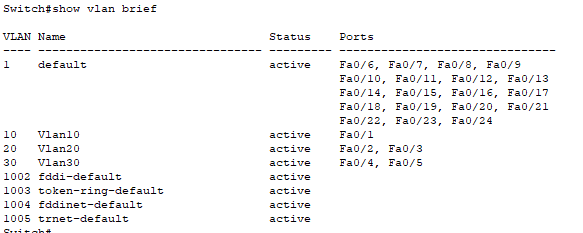 Switch#show vlan brief
VLAN Name Status Ports
---- -------------------------------- --------- -------------------------------
1 default active Fa0/6, Fa0/7, Fa0/8, Fa0/9
Fa0/10, Fa0/11, Fa0/12, Fa0/13
Fa0/14, Fa0/15, Fa0/16, Fa0/17
Fa0/18, Fa0/19, Fa0/20, Fa0/21
Fa0/22, Fa0/23, Fa0/24
10 Vlan10 active Fa0/1
20 Vlan20 active Fa0/2, Fa0/3
30 Vlan30 active Fa0/4, Fa0/5
1002 fddi-default active
1003 token-ring-default active
1004 fddinet-default active
1005 trnet-default active
Switch#